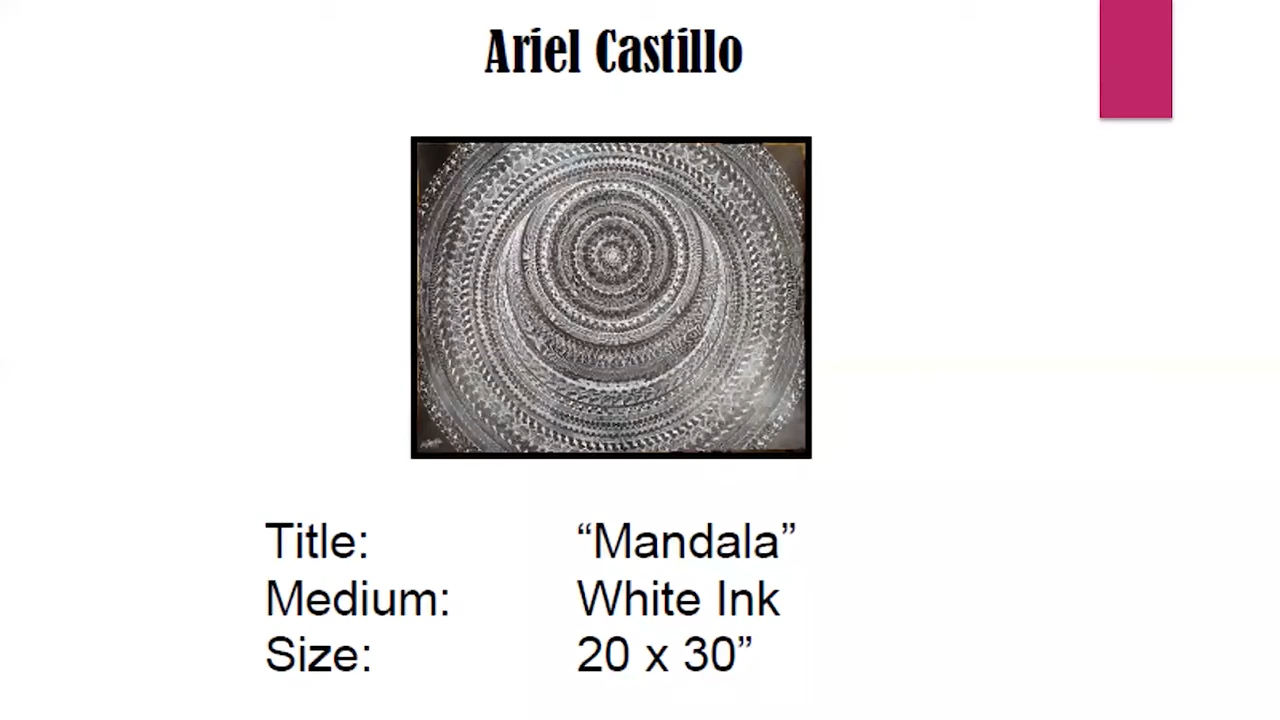 Ariel Castillo
Title: “Mandala”
Medium: White Ink
Size: 20 x 30”